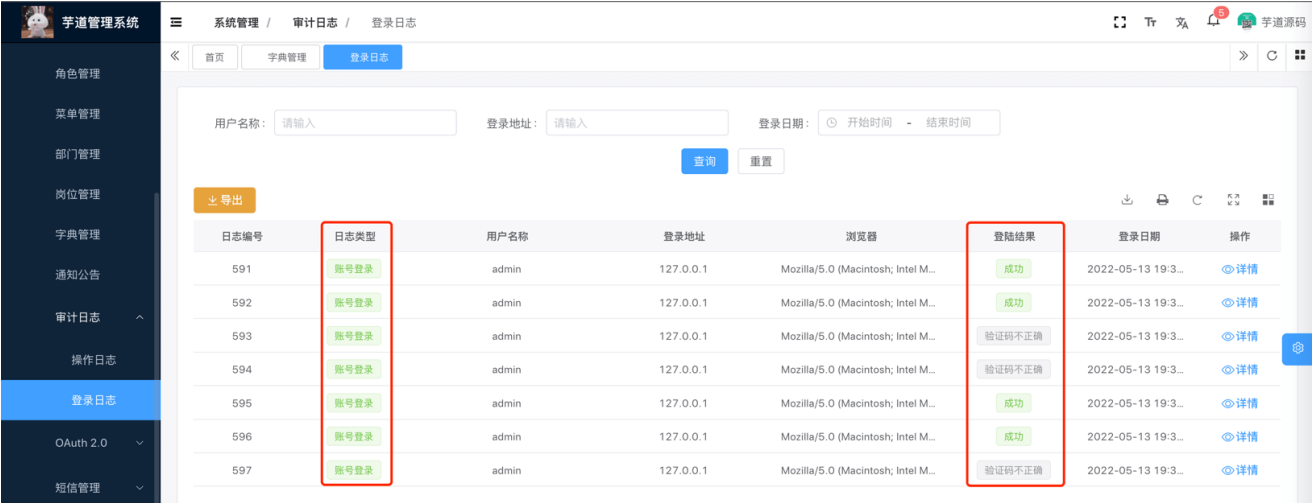 芋道管理系统
系统管理 / 审计日志 / 登录日志
Tт
5
芋道源码
角色管理
菜单管理
部门管理
岗位管理
字典管理
通知公告
审计日志
操作日志
登录日志
OAuth 2.0
短信管理
首页 字典管理 登录日志
用户名称: 请输入 登录地址: 请输入 登录日期: 开始时间 - 结束时间
查询 重置
导出
日志编号 日志类型 用户名称 登录地址 浏览器 登陆结果 登录日期 操作
591 账号登录 admin 127.0.0.1 Mozilla/5.0 (Macintosh; Intel M... 成功 2022-05-13 19:3... 详情
592 账号登录 admin 127.0.0.1 Mozilla/5.0 (Macintosh; Intel M... 成功 2022-05-13 19:3... 详情
593 账号登录 admin 127.0.0.1 Mozilla/5.0 (Macintosh; Intel M... 验证码不正确 2022-05-13 19:3... 详情
594 账号登录 admin 127.0.0.1 Mozilla/5.0 (Macintosh; Intel M... 验证码不正确 2022-05-13 19:3... 详情
595 账号登录 admin 127.0.0.1 Mozilla/5.0 (Macintosh; Intel M... 成功 2022-05-13 19:3... 详情
596 账号登录 admin 127.0.0.1 Mozilla/5.0 (Macintosh; Intel M... 成功 2022-05-13 19:3... 详情
597 账号登录 admin 127.0.0.1 Mozilla/5.0 (Macintosh; Intel M... 验证码不正确 2022-05-13 19:3... 详情